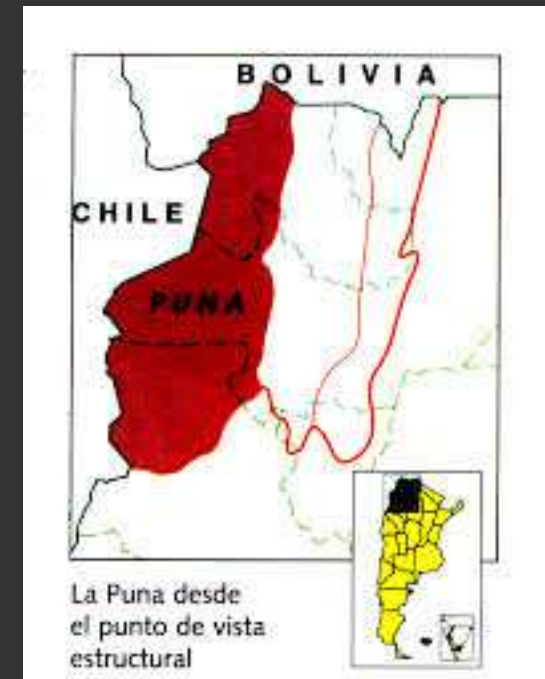 BOLIVIA
CHILE
PUNA
La Puna desde
el punto de vista
estructural